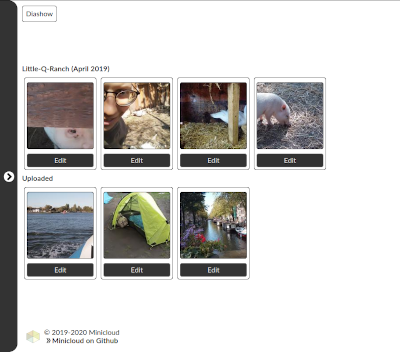 Diashow
Little-Q-Ranch (April 2019)
Edit Edit Edit Edit
Uploaded
Edit Edit Edit
© 2019-2020 Minicloud
» Minicloud on Github